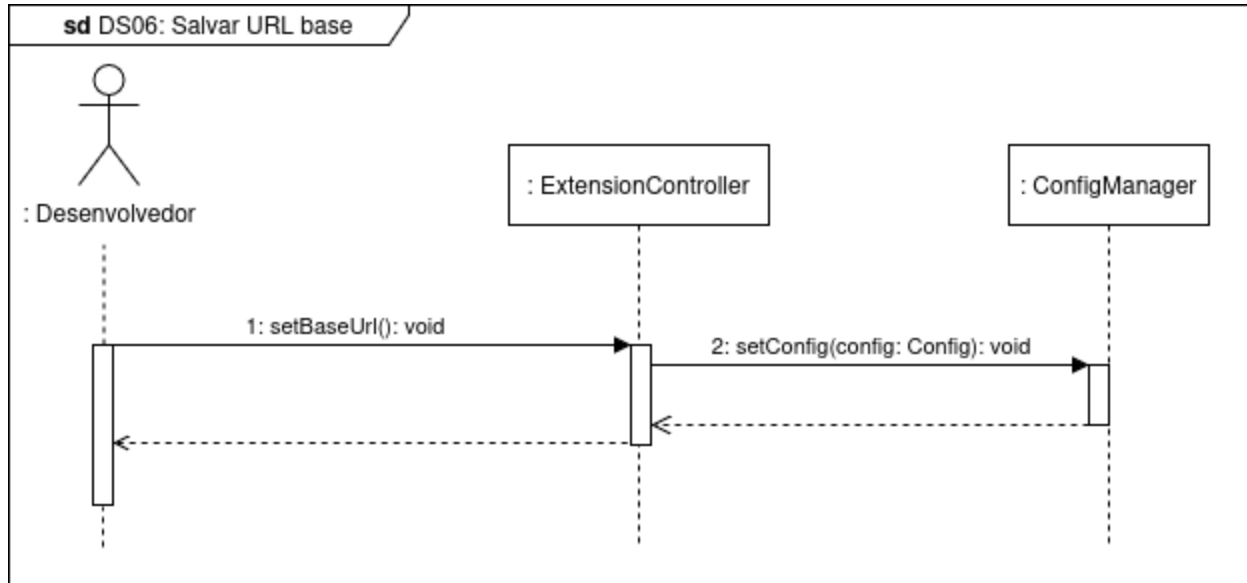 sd DS06: Salvar URL base
: Desenvolvedor
: ExtensionController
: ConfigManager
1: setBaseUrl(): void
2: setConfig(config: Config): void